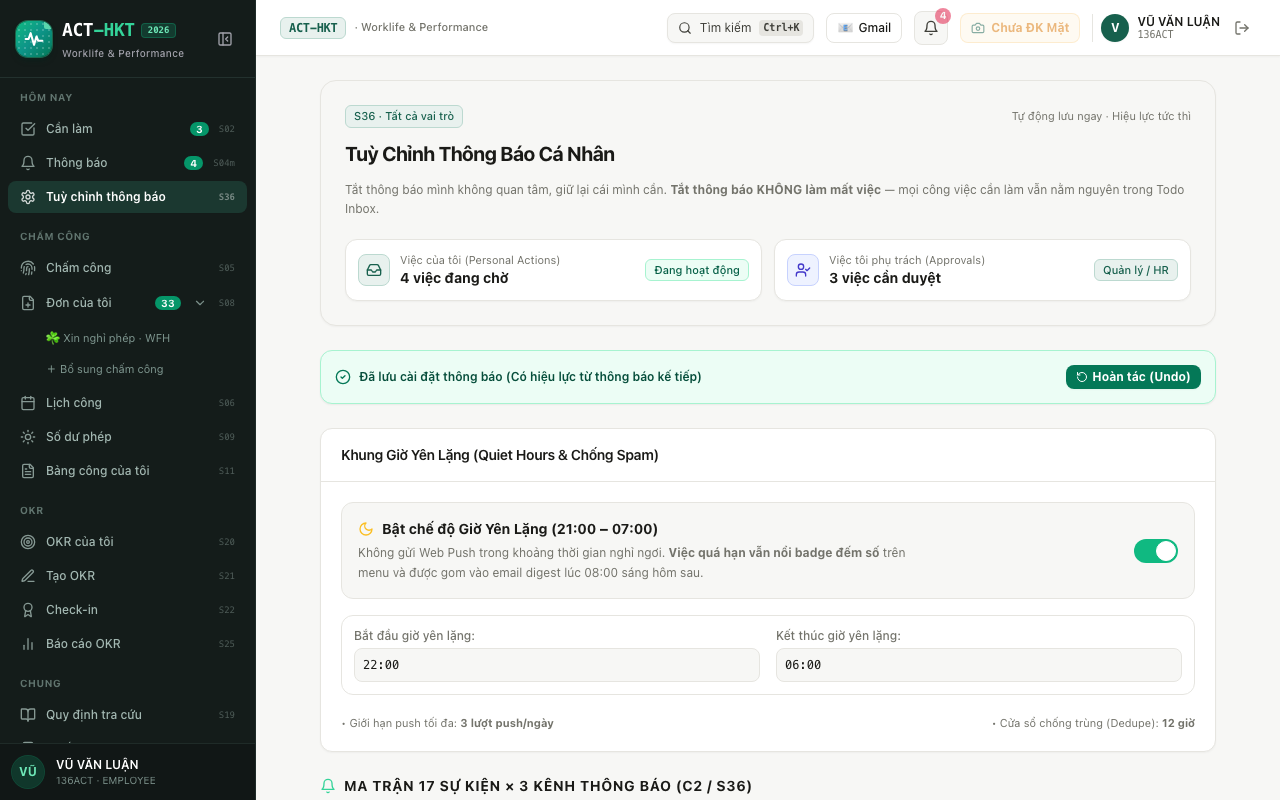 ACT–HKT 2026
Worklife & Performance
HÔM NAY
Cần làm 3 S02
Thông báo 4 S04m
Tuỳ chỉnh thông báo S36
CHẤM CÔNG
Chấm công S05
Đơn của tôi 33 S08
Xin nghỉ phép · WFH
+ Bổ sung chấm công
Lịch công S06
Số dư phép S09
Bảng công của tôi S11
OKR
OKR của tôi S20
Tạo OKR S21
Check-in S22
Báo cáo OKR S25
CHUNG
Quy định tra cứu S19
VŨ VŨ VĂN LUẬN
136ACT · EMPLOYEE
ACT–HKT · Worklife & Performance
Tìm kiếm Ctrl+K
Gmail
4
Chưa ĐK Mặt
V VŨ VĂN LUẬN
136ACT
S36 · Tất cả vai trò
Tự động lưu ngay · Hiệu lực tức thì
Tuỳ Chỉnh Thông Báo Cá Nhân
Tắt thông báo mình không quan tâm, giữ lại cái mình cần. Tắt thông báo KHÔNG làm mất việc — mọi công việc cần làm vẫn nằm nguyên trong Todo
Inbox.
Việc của tôi (Personal Actions)
4 việc đang chờ
Đang hoạt động
Việc tôi phụ trách (Approvals)
3 việc cần duyệt
Quản lý / HR
Đã lưu cài đặt thông báo (Có hiệu lực từ thông báo kế tiếp)
Hoàn tác (Undo)
Khung Giờ Yên Lặng (Quiet Hours & Chống Spam)
Bật chế độ Giờ Yên Lặng (21:00 – 07:00)
Không gửi Web Push trong khoảng thời gian nghỉ ngơi. Việc quá hạn vẫn nổi badge đếm số trên
menu và được gom vào email digest lúc 08:00 sáng hôm sau.
Bắt đầu giờ yên lặng:
22:00
Kết thúc giờ yên lặng:
06:00
• Giới hạn push tối đa: 3 lượt push/ngày
• Cửa sổ chống trùng (Dedupe): 12 giờ
MA TRẬN 17 SỰ KIỆN × 3 KÊNH THÔNG BÁO (C2 / S36)